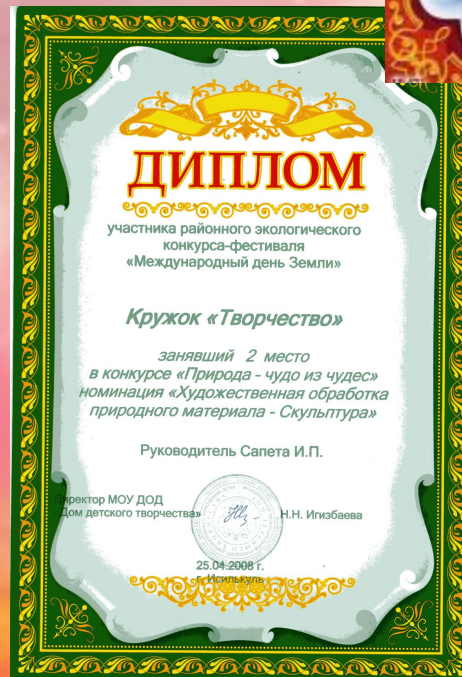 ДИПЛОМ
участника районного экологического
конкурса-фестиваля
«Международный день Земли»
Кружок «Творчество»
занявший 2 место
в конкурсе «Природа - чудо из чудес»
номинация «Художественная обработка
природного материала - Скульптура»
Руководитель Сапета И.П.
Директор МОУ ДОД
«Дом детского творчества» Н.Н. Игизбаева
25.04.2008 г.
г. Исилькуль